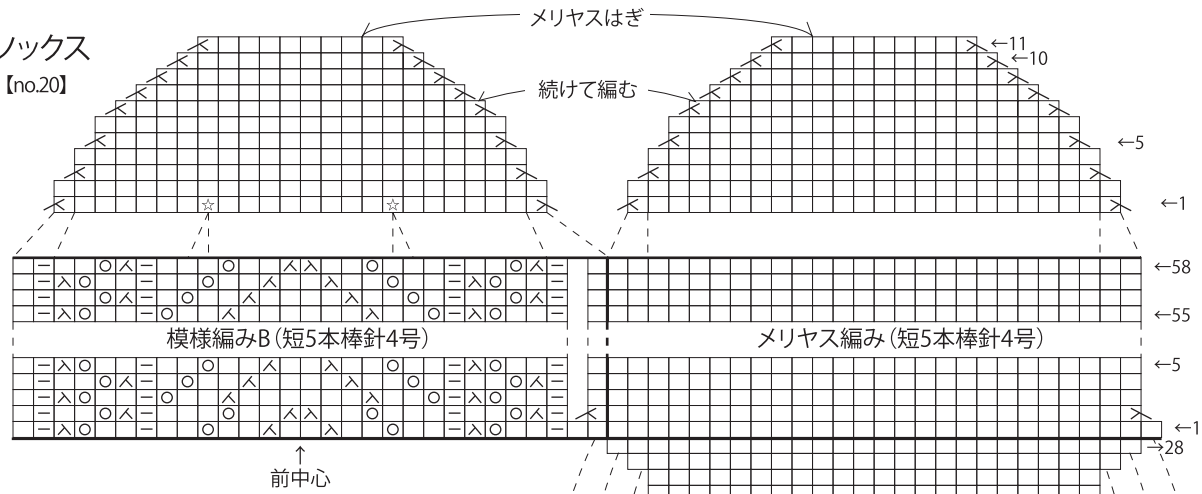 メリヤスはぎ
ノックス
【no.20】
←11
←10
続けて編む
←5
←1
←58
←55
模様編みB（短5本棒針4号）
メリヤス編み（短5本棒針4号）
←5
←1
→28
前中心